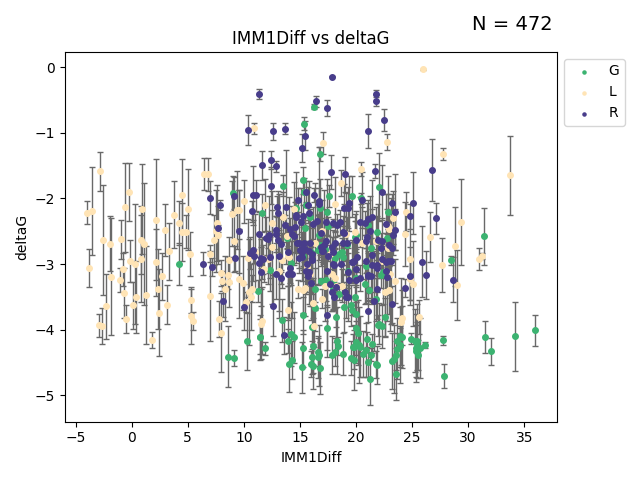 N = 472
IMM1Diff vs deltaG
G
L
R
0
−1
−2
−3
−4
−5
deltaG
−5 0 5 10 15 20 25 30 35
IMM1Diff